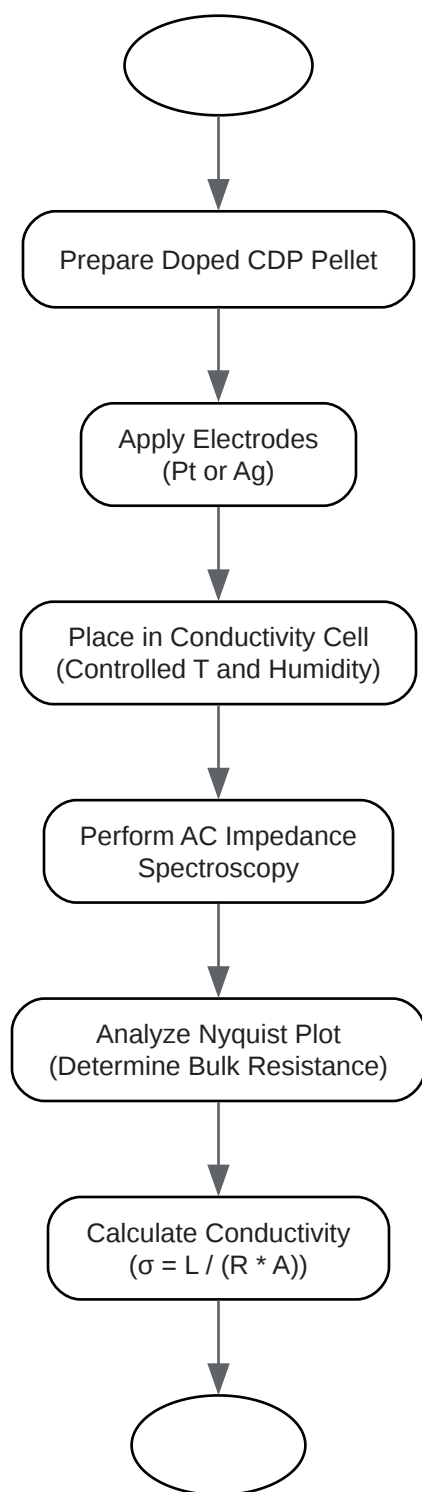 Prepare Doped CDP Pellet
Apply Electrodes
(Pt or Ag)
Place in Conductivity Cell
(Controlled T and Humidity)
Perform AC Impedance
Spectroscopy
Analyze Nyquist Plot
(Determine Bulk Resistance)
Calculate Conductivity
(σ = L / (R * A))